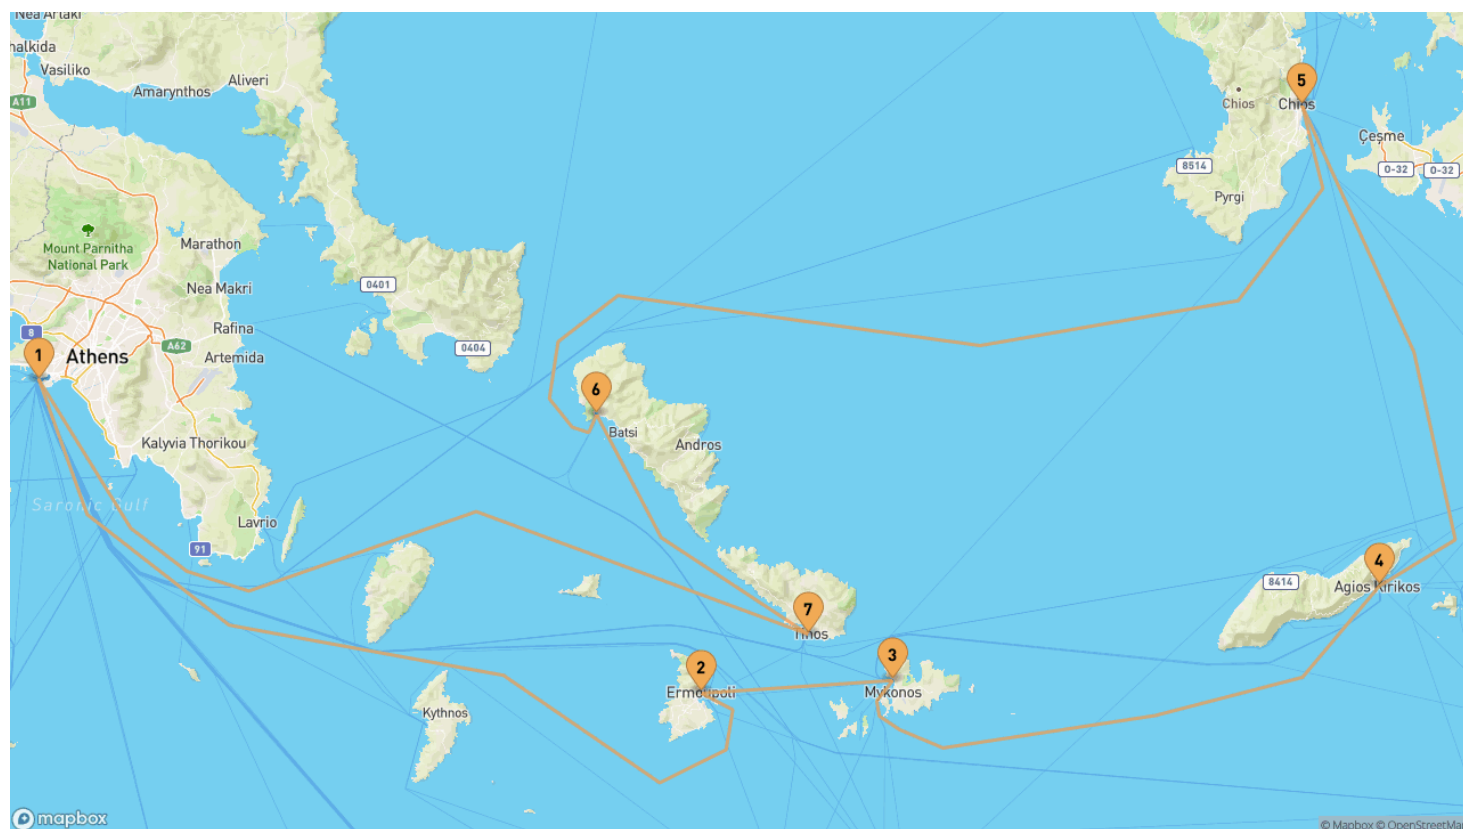 Nea Artaki
halkida
Vasiliko
Aliveri
Amarynthos
A11
5
Chios
Chios
Çeşme
8514
O-32
O-32
Pyrgi
Mount Parnitha
National Park
Marathon
Nea Makri
0401
8
Rafina
A62
0404
1
Athens
Artemida
6
Batsi
Andros
Kalyvia Thorikou
Saronic Gulf
Lavrio
91
4
8414
Agios Kirikos
7
Tinos
2
3
Ermoupoli
Mykonos
Kythnos
mapbox
© Mapbox © OpenStreetMap